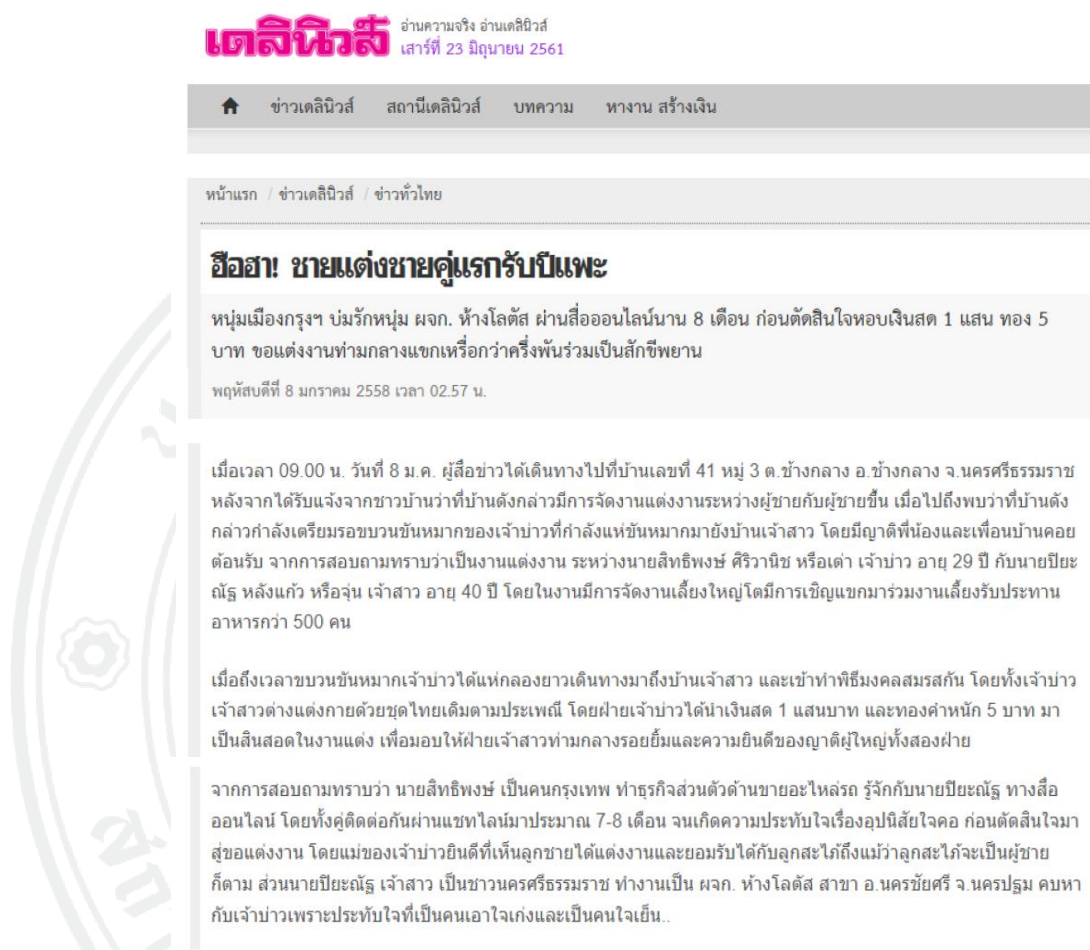 เดลินิวส์
อ่านความจริง อ่านเดลินิวส์
เสาร์ที่ 23 มิถุนายน 2561
ข่าวเดลินิวส์ สถานีเดลินิวส์ บทความ หางาน สร้างเงิน
หน้าแรก / ข่าวเดลินิวส์ / ข่าวทั่วไทย
ฮือฮา! ชายแต่งชายคู่แรกรับปีแพะ
หนุ่มเมืองกรุงฯ บ่มรักหนุ่ม ผจก. ห้างโลตัส ผ่านสื่อออนไลน์นาน 8 เดือน ก่อนตัดสินใจหอบเงินสด 1 แสน ทอง 5
บาท ขอแต่งงานท่ามกลางแขกเหรื่อกว่าครึ่งพันร่วมเป็นสักขีพยาน
พฤหัสบดีที่ 8 มกราคม 2558 เวลา 02.57 น.
เมื่อเวลา 09.00 น. วันที่ 8 ม.ค. ผู้สื่อข่าวได้เดินทางไปที่บ้านเลขที่ 41 หมู่ 3 ต.ช้างกลาง อ.ช้างกลาง จ.นครศรีธรรมราช
หลังจากได้รับแจ้งจากชาวบ้านว่าที่บ้านดังกล่าวมีการจัดงานแต่งงานระหว่างผู้ชายกับผู้ชายขึ้น เมื่อไปถึงพบว่าที่บ้านดัง
กล่าวกำลังเตรียมรอขบวนขันหมากของเจ้าบ่าวที่กำลังแห่ขันหมากมายังบ้านเจ้าสาว โดยมีญาติพี่น้องและเพื่อนบ้านคอย
ต้อนรับ จากการสอบถามทราบว่าเป็นงานแต่งงาน ระหว่างนายสิทธิพงษ์ ศิริวานิช หรือเต่า เจ้าบ่าว อายุ 29 ปี กับนายปิยะ
ณัฐ หลังแก้ว หรือจุ่น เจ้าสาว อายุ 40 ปี โดยในงานมีการจัดงานเลี้ยงใหญ่โตมีการเชิญแขกมาร่วมงานเลี้ยงรับประทาน
อาหารกว่า 500 คน
เมื่อถึงเวลาขบวนขันหมากเจ้าบ่าวได้แห่กลองยาวเดินทางมาถึงบ้านเจ้าสาว และเข้าทำพิธีมงคลสมรสกัน โดยทั้งเจ้าบ่าว
เจ้าสาวต่างแต่งกายด้วยชุดไทยเดิมตามประเพณี โดยฝ่ายเจ้าบ่าวได้นำเงินสด 1 แสนบาท และทองคำหนัก 5 บาท มา
เป็นสินสอดในงานแต่ง เพื่อมอบให้ฝ่ายเจ้าสาวท่ามกลางรอยยิ้มและความยินดีของญาติผู้ใหญ่ทั้งสองฝ่าย
จากการสอบถามทราบว่า นายสิทธิพงษ์ เป็นคนกรุงเทพ ทำธุรกิจส่วนตัวด้านขายอะไหล่รถ รู้จักกับนายปิยะณัฐ ทางสื่อ
ออนไลน์ โดยทั้งคู่ติดต่อกันผ่านแชทไลน์มาประมาณ 7-8 เดือน จนเกิดความประทับใจเรื่องอุปนิสัยใจคอ ก่อนตัดสินใจมา
สู่ขอแต่งงาน โดยแม่ของเจ้าบ่าวยินดีที่เห็นลูกชายได้แต่งงานและยอมรับได้กับลูกสะใภ้ถึงแม้ว่าลูกสะใภ้จะเป็นผู้ชาย
ก็ตาม ส่วนนายปิยะณัฐ เจ้าสาว เป็นชาวนครศรีธรรมราช ทำงานเป็น ผจก. ห้างโลตัส สาขา อ.นครชัยศรี จ.นครปฐม คบหา
กับเจ้าบ่าวเพราะประทับใจที่เป็นคนเอาใจเก่งและเป็นคนใจเย็น..